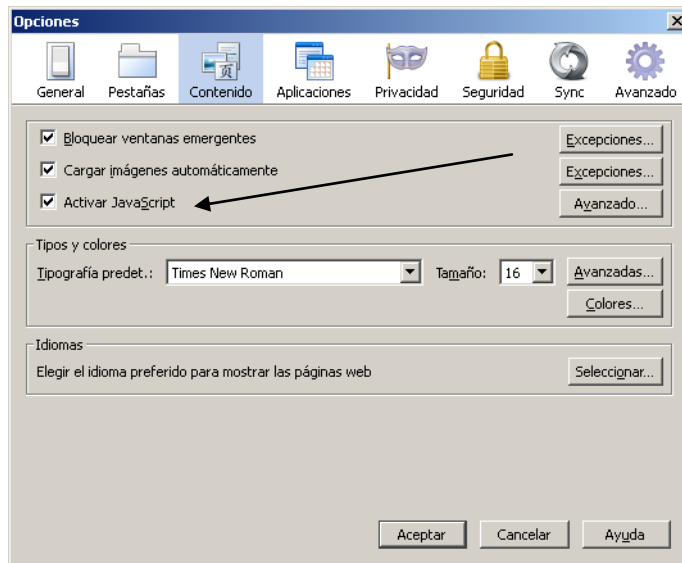 Opciones
General Pestañas Contenido Aplicaciones Privacidad Seguridad Sync Avanzado
Bloquear ventanas emergentes Excepciones...
Cargar imágenes automáticamente Excepciones...
Activar JavaScript Avanzado...
Tipos y colores
Tipografía predet.: Times New Roman Tamaño: 16 Avanzadas...
Colores...
Idiomas
Elegir el idioma preferido para mostrar las páginas web Seleccionar...
Aceptar Cancelar Ayuda